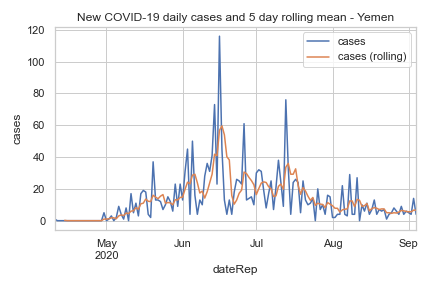 New COVID-19 daily cases and 5 day rolling mean - Yemen
cases
cases (rolling)
120
100
80
60
40
20
0
cases
May Jun Jul Aug Sep
2020
dateRep